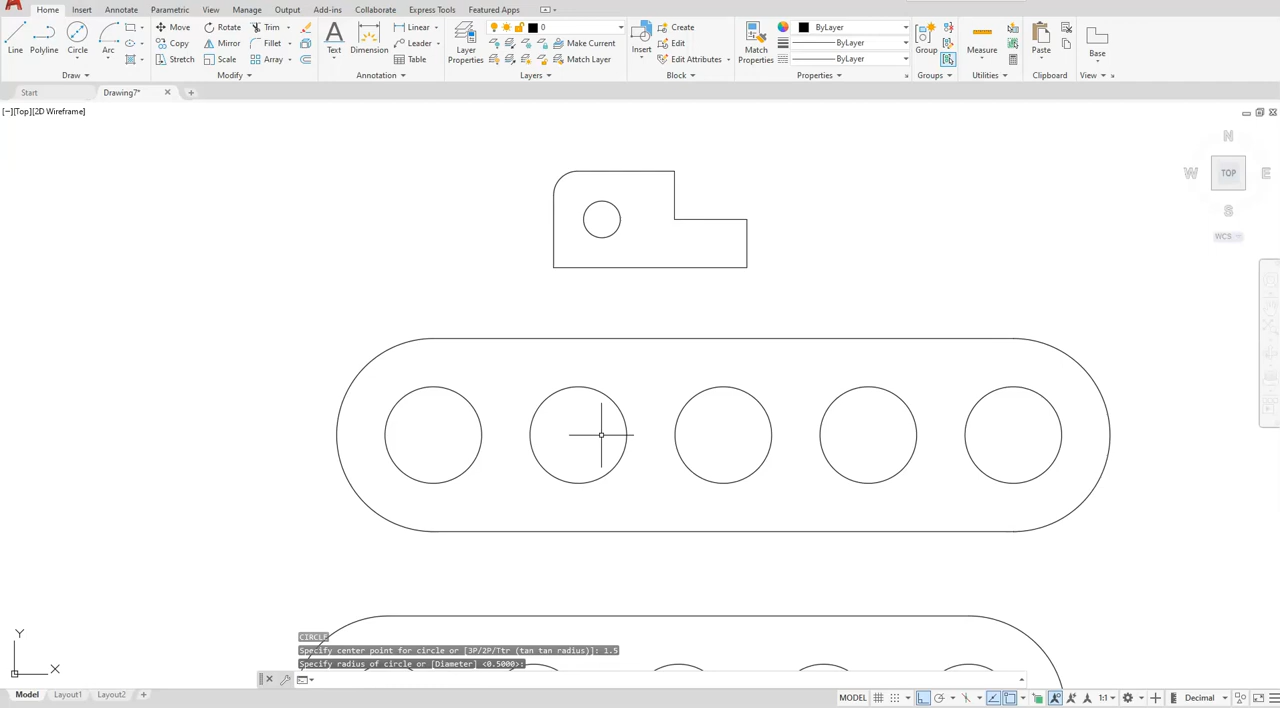 Home Insert Annotate Parametric View Manage Output Add-ins Collaborate Express Tools Featured Apps
Line Polyline Circle Arc Move Rotate Trim Text Dimension Linear Layer Properties 0 Insert Create Match Properties ByLayer Group Measure Paste Base
Copy Mirror Fillet Leader Make Current Edit ByLayer
Stretch Scale Array Table Match Layer Edit Attributes ByLayer
Draw Modify Annotation Layers Block Properties Groups Utilities Clipboard View
Start Drawing7*
[−][Top][2D Wireframe]
N
W TOP E
S
WCS
Y
X
CIRCLE
Specify center point for circle or [3P/2P/Ttr (tan tan radius)]: 1.5
Specify radius of circle or [Diameter] <0.5000>:
Model Layout1 Layout2 MODEL 1:1 Decimal